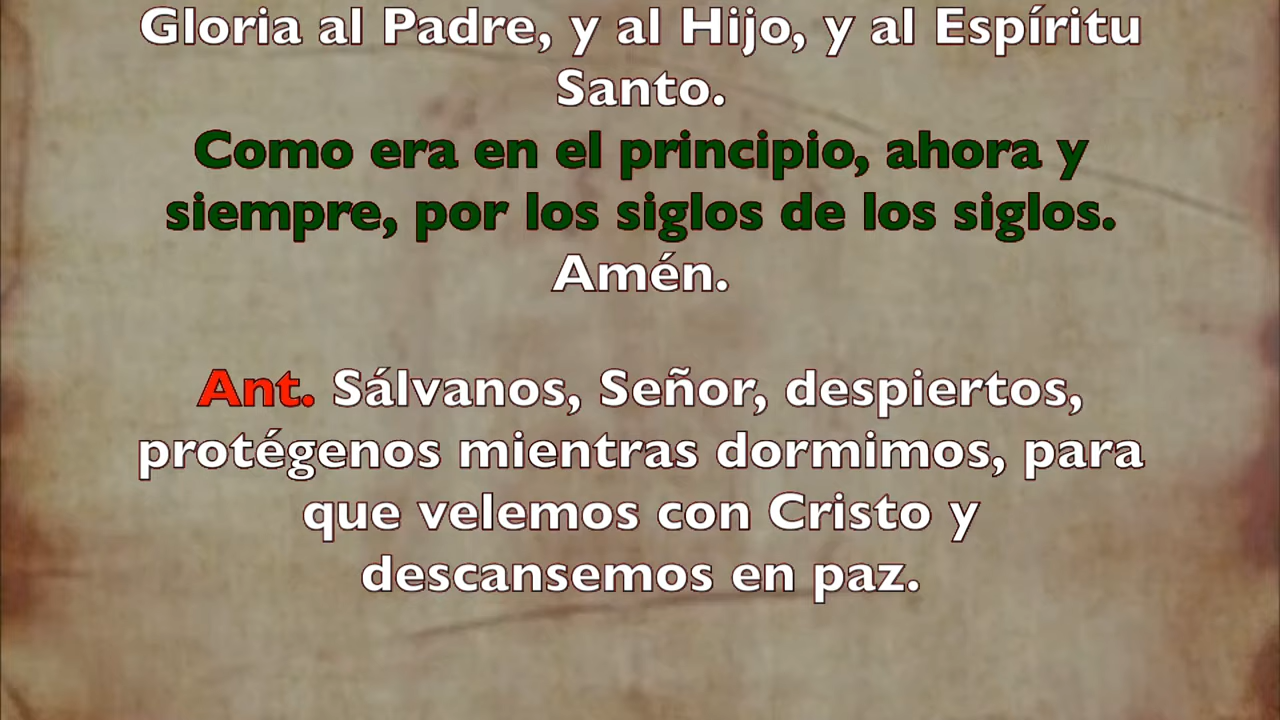 Gloria al Padre, y al Hijo, y al Espíritu
Santo.
Como era en el principio, ahora y
siempre, por los siglos de los siglos.
Amén.
Ant. Sálvanos, Señor, despiertos,
protégenos mientras dormimos, para
que velemos con Cristo y
descansemos en paz.